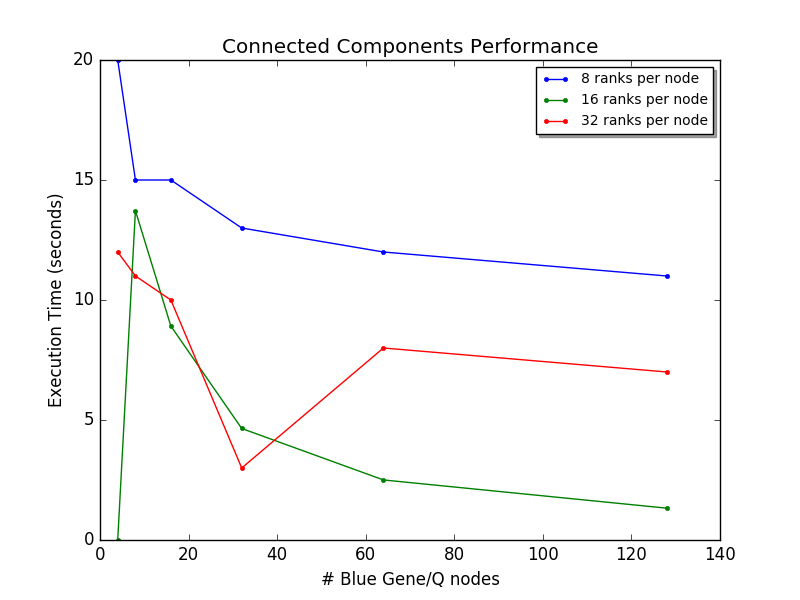 Connected Components Performance
8 ranks per node
16 ranks per node
32 ranks per node
Execution Time (seconds)
20
15
10
5
0
0 20 40 60 80 100 120 140
# Blue Gene/Q nodes